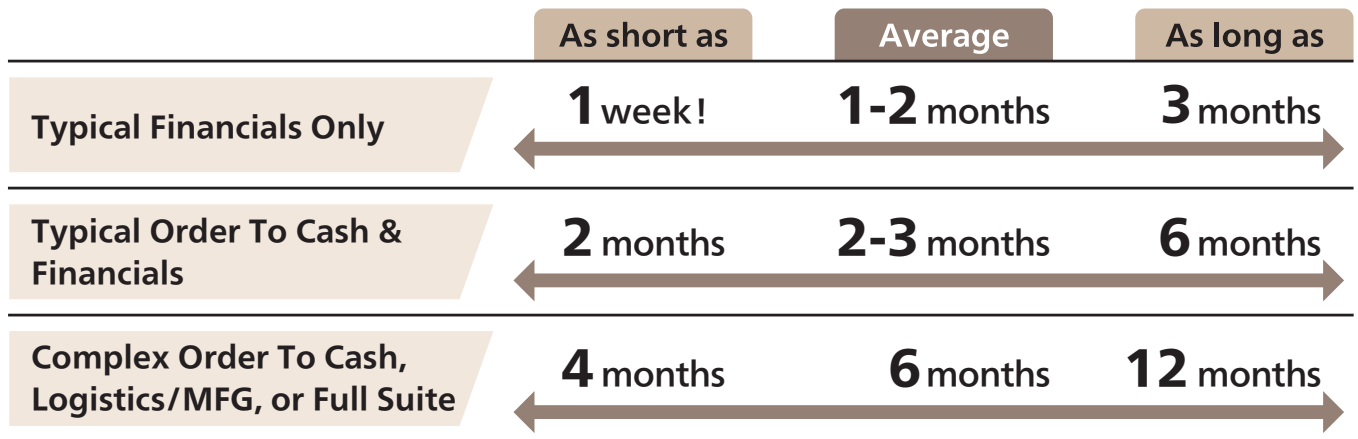 As short as Average As long as
Typical Financials Only 1 week! 1-2 months 3 months
Typical Order To Cash &
Financials 2 months 2-3 months 6 months
Complex Order To Cash,
Logistics/MFG, or Full Suite 4 months 6 months 12 months